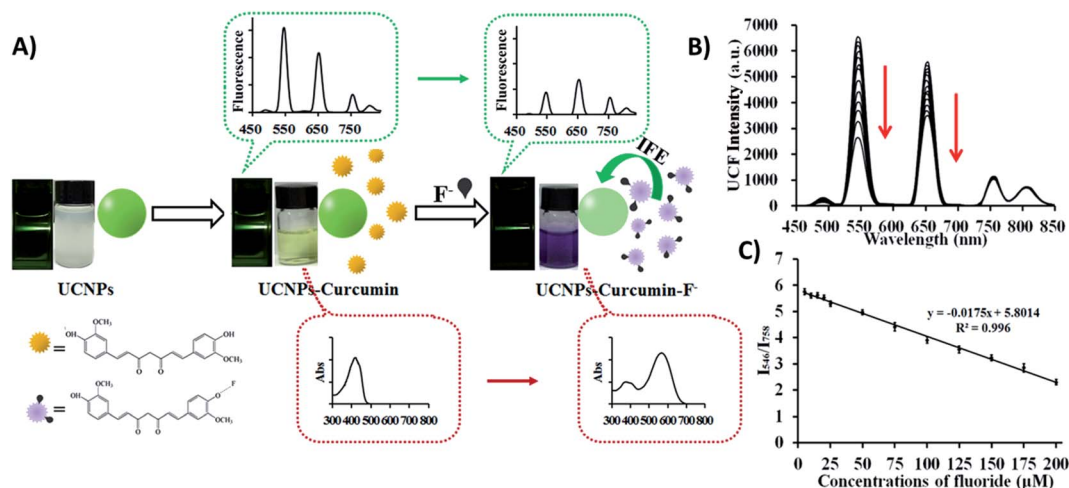 A)
Fluorescence
450 550 650 750
Fluorescence
450 550 650 750
F⁻
IFE
UCNPs
UCNPs-Curcumin
UCNPs-Curcumin-F⁻
=
OH
OCH₃
O O
OH
OCH₃
=
OH
OCH₃
O O
O
F
OCH₃
Abs
300 400 500 600 700 800
Abs
300 400 500 600 700 800
B)
UCF Intensity (a.u.)
7000
6000
5000
4000
3000
2000
1000
0
450 500 550 600 650 700 750 800 850
Wavelength (nm)
C)
I₅₄₆/I₇₅₈
7
6
5
4
3
2
1
0
y = -0.0175x + 5.8014
R² = 0.996
0 25 50 75 100 125 150 175 200
Concentrations of fluoride (µM)